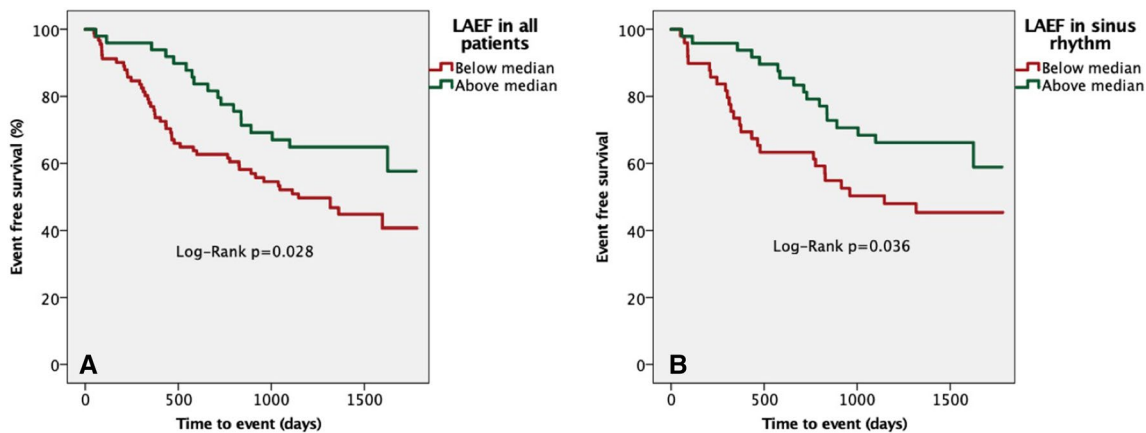 LAEF in all
patients
Below median
Above median
Event free survival (%)
100
80
60
40
20
0
Log-Rank p=0.028
A
0
500
1000
1500
Time to event (days)
LAEF in sinus
rhythm
Below median
Above median
Event free survival
100
80
60
40
20
0
Log-Rank p=0.036
B
0
500
1000
1500
Time to event (days)